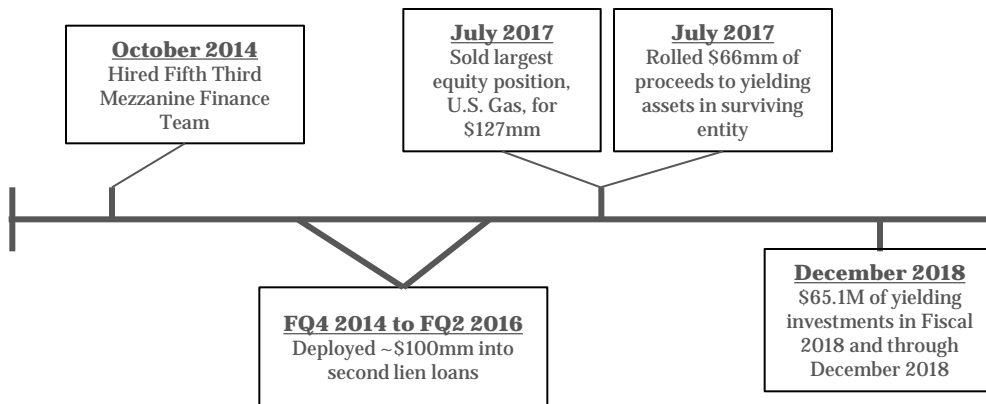 October 2014
Hired Fifth Third
Mezzanine Finance
Team
July 2017
Sold largest
equity position,
U.S. Gas, for
$127mm
July 2017
Rolled $66mm of
proceeds to yielding
assets in surviving
entity
FQ4 2014 to FQ2 2016
Deployed ~$100mm into
second lien loans
December 2018
$65.1M of yielding
investments in Fiscal
2018 and through
December 2018